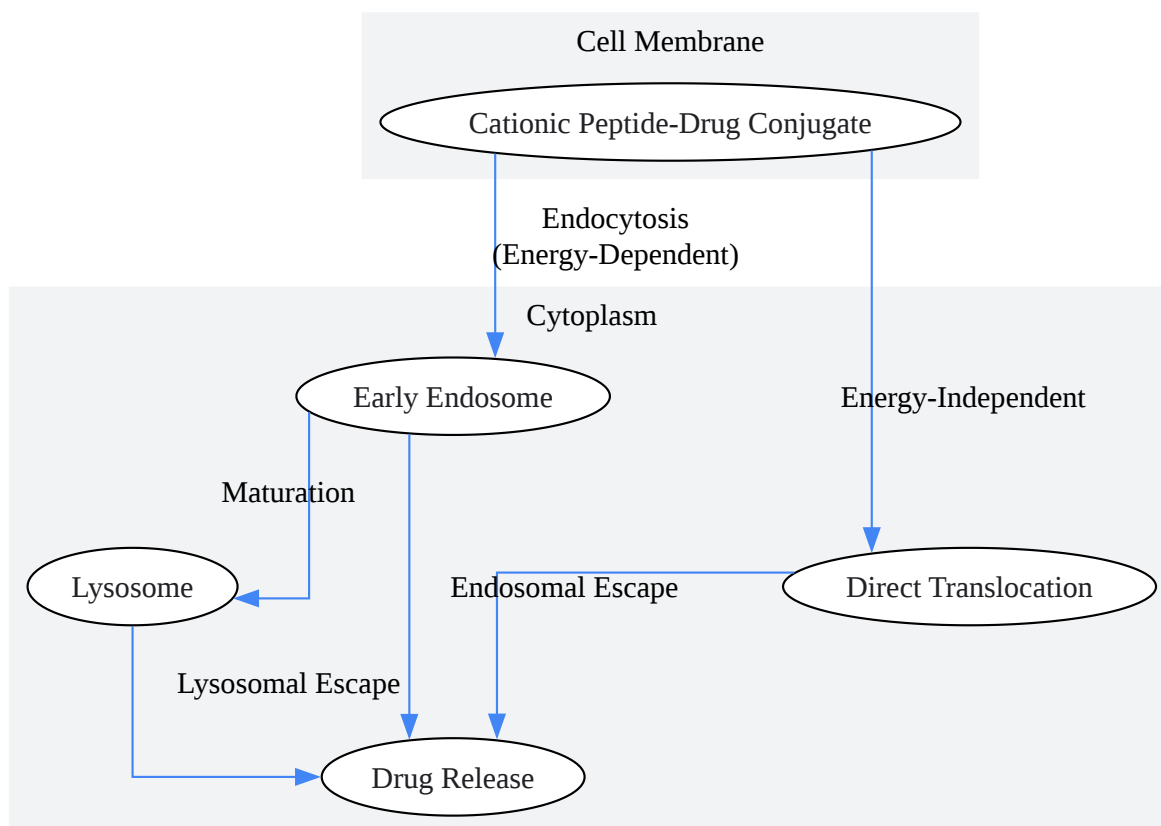 Cell Membrane
Cationic Peptide-Drug Conjugate
Endocytosis
(Energy-Dependent)
Cytoplasm
Early Endosome
Energy-Independent
Maturation
Lysosome
Endosomal Escape
Direct Translocation
Lysosomal Escape
Drug Release